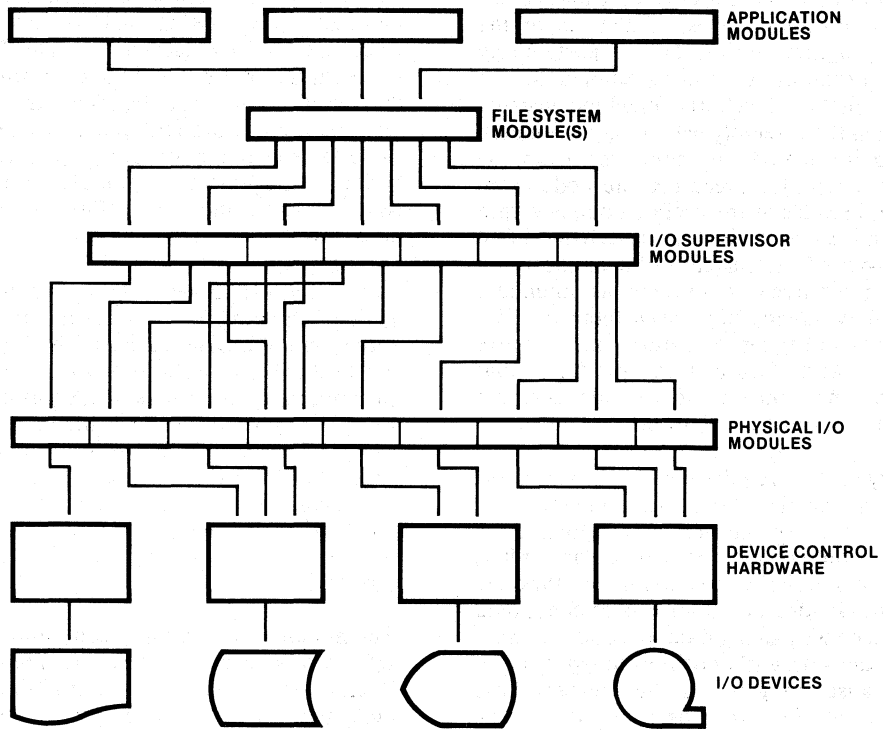 APPLICATION
MODULES
FILE SYSTEM
MODULE(S)
I/O SUPERVISOR
MODULES
PHYSICAL I/O
MODULES
DEVICE CONTROL
HARDWARE
I/O DEVICES